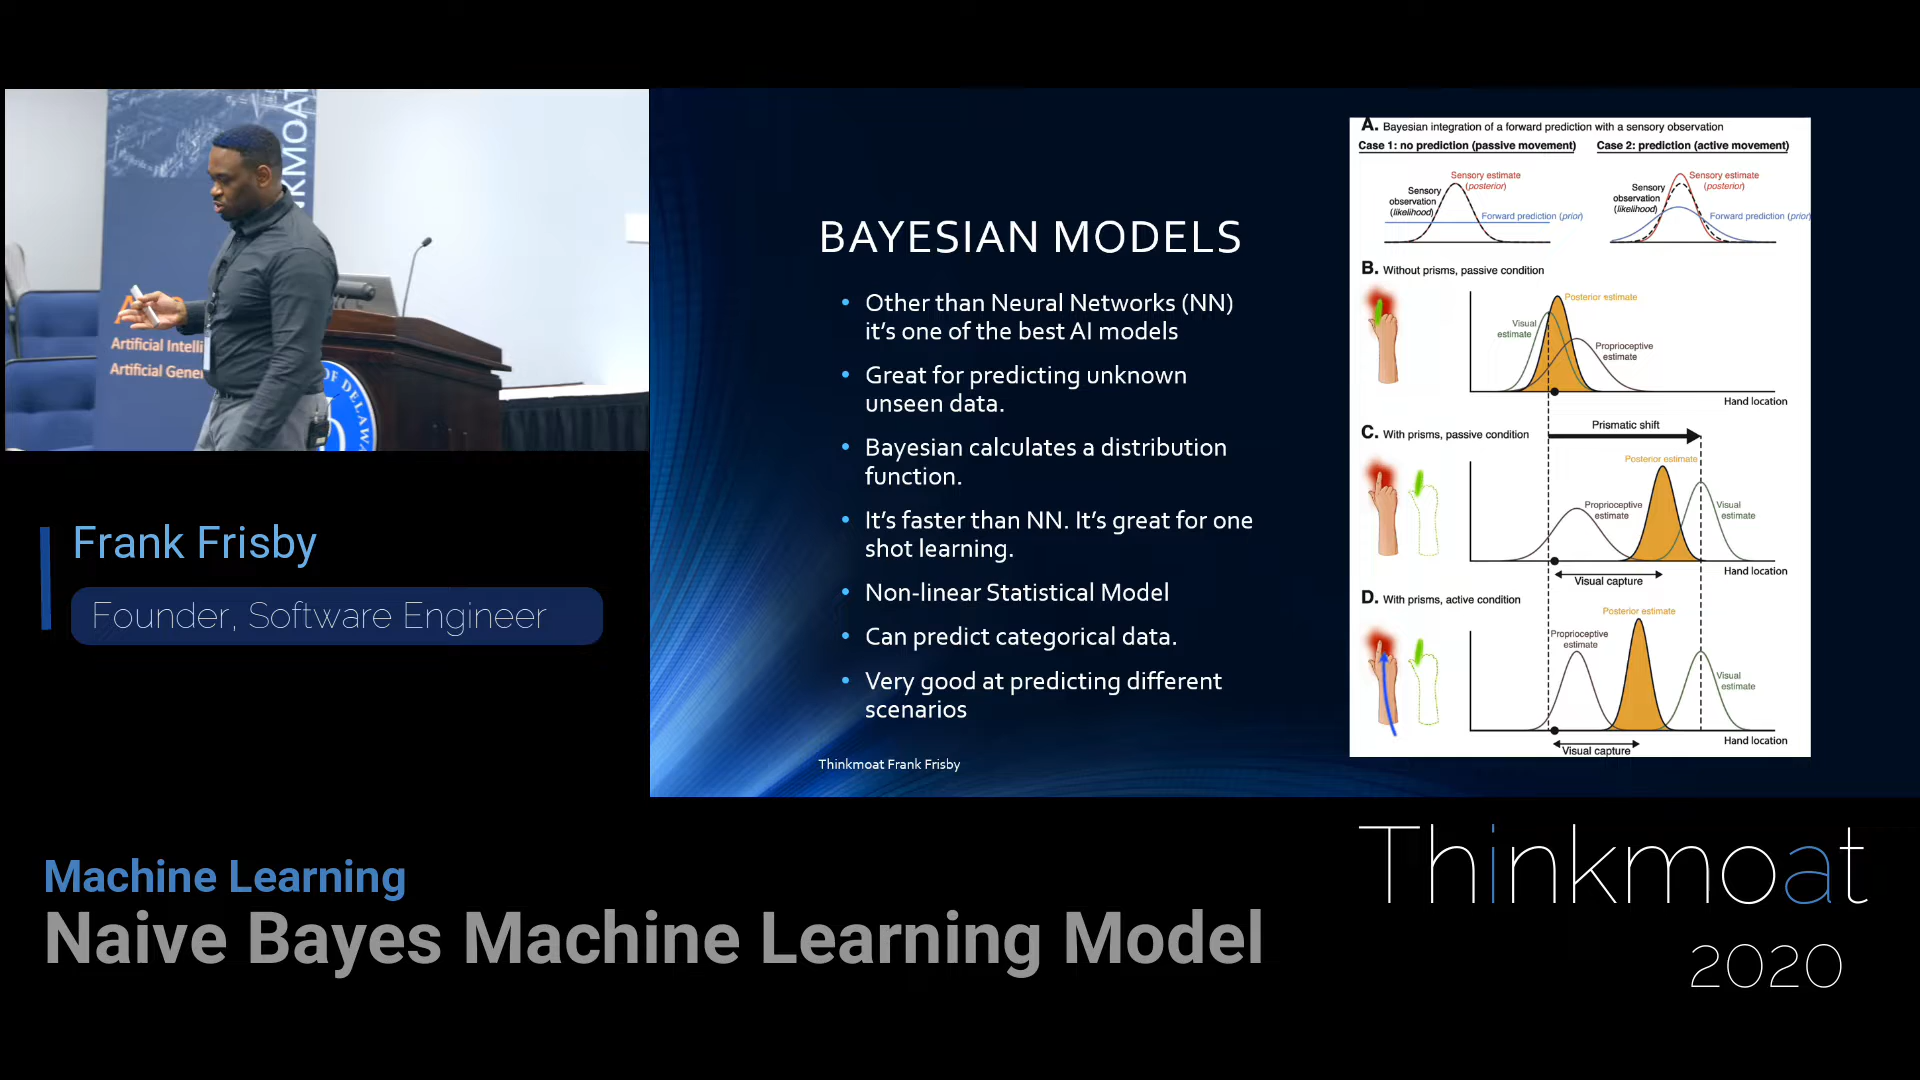 NKMOAT
Artificial Intelli
Artificial Gene
OF DELAWA
Frank Frisby
Founder, Software Engineer
BAYESIAN MODELS
• Other than Neural Networks (NN)
it's one of the best AI models
• Great for predicting unknown
unseen data.
• Bayesian calculates a distribution
function.
• It's faster than NN. It's great for one
shot learning.
• Non-linear Statistical Model
• Can predict categorical data.
• Very good at predicting different
scenarios
Thinkmoat Frank Frisby
A. Bayesian integration of a forward prediction with a sensory observation
Case 1: no prediction (passive movement)
Sensory estimate
(posterior)
Sensory
observation
(likelihood)
Forward prediction (prior)
Case 2: prediction (active movement)
Sensory estimate
(posterior)
Sensory
observation
(likelihood)
Forward prediction (prior)
B. Without prisms, passive condition
Posterior estimate
Visual
estimate
Proprioceptive
estimate
Hand location
C. With prisms, passive condition
Prismatic shift
Posterior estimate
Proprioceptive
estimate
Visual
estimate
Hand location
Visual capture
D. With prisms, active condition
Posterior estimate
Proprioceptive
estimate
Visual
estimate
Hand location
Visual capture
Machine Learning
Naive Bayes Machine Learning Model
Thinkmoat
2020